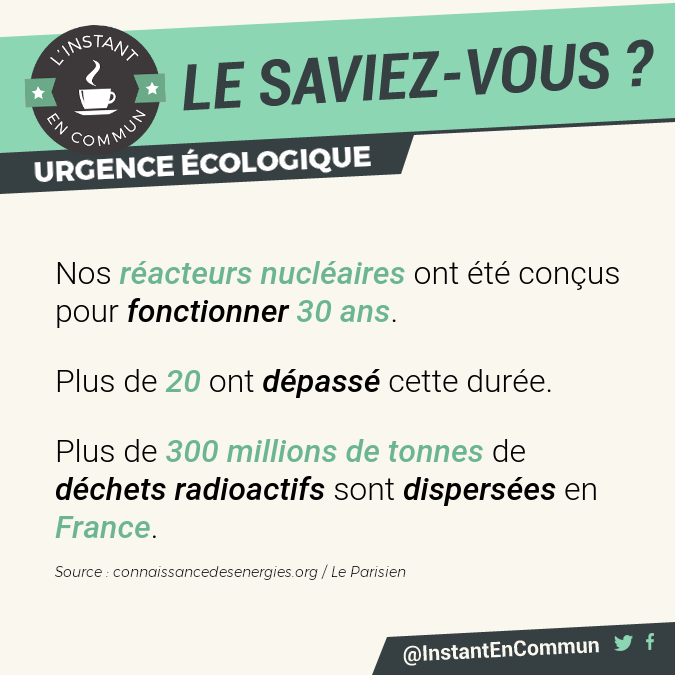 L'INSTANT
EN COMMUN
LE SAVIEZ-VOUS ?
URGENCE ÉCOLOGIQUE
Nos réacteurs nucléaires ont été conçus
pour fonctionner 30 ans.
Plus de 20 ont dépassé cette durée.
Plus de 300 millions de tonnes de
déchets radioactifs sont dispersées en
France.
Source : connaissancedesenergies.org / Le Parisien
@InstantEnCommun